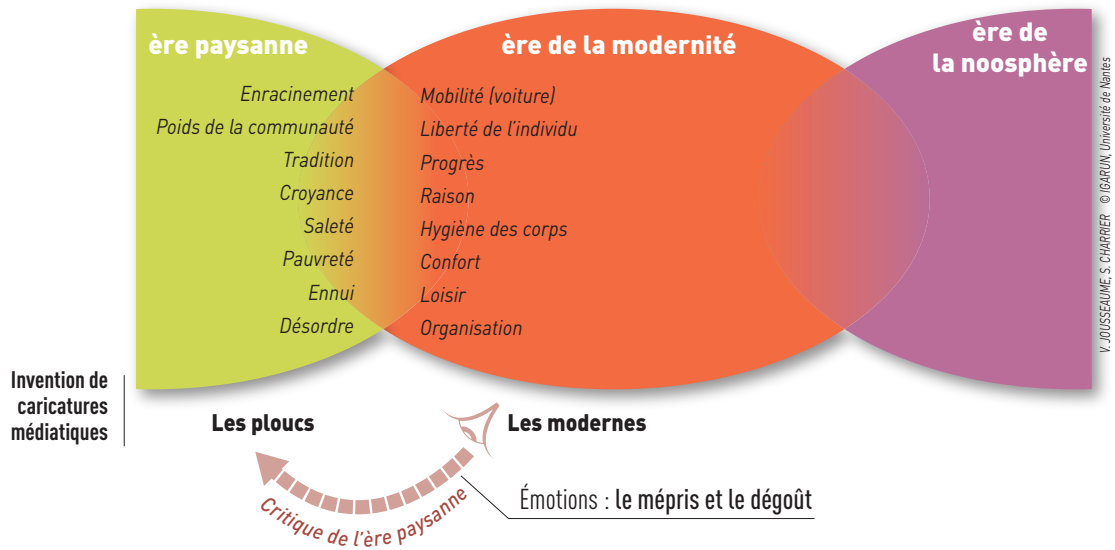 ère paysanne
ère de la modernité
ère de
la noosphère
Enracinement
Poids de la communauté
Tradition
Croyance
Saleté
Pauvreté
Ennui
Désordre
Mobilité (voiture)
Liberté de l'individu
Progrès
Raison
Hygiène des corps
Confort
Loisir
Organisation
V. JOUSSEAUME, S. CHARRIER © IGARUN, Université de Nantes
Invention de
caricatures
médiatiques
Les ploucs
Les modernes
Critique de l'ère paysanne
Émotions : le mépris et le dégoût